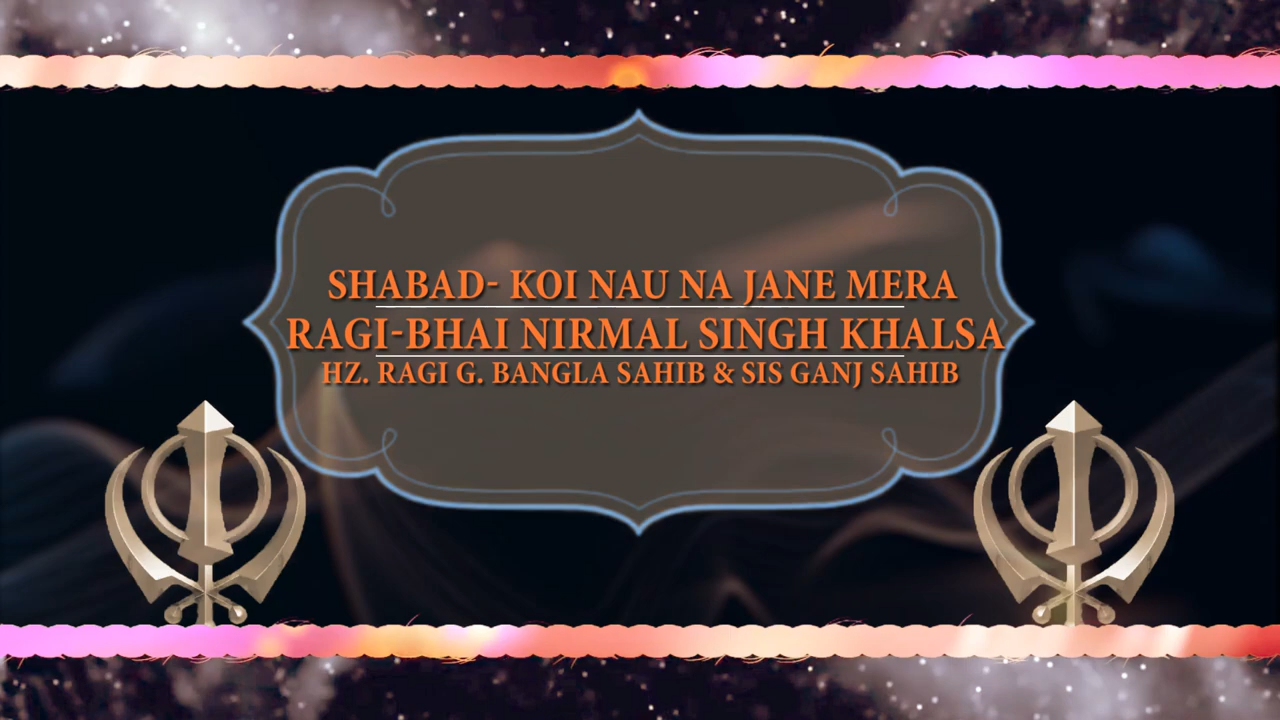 SHABAD- KOI NAU NA JANE MERA
RAGI-BHAI NIRMAL SINGH KHALSA
HZ. RAGI G. BANGLA SAHIB & SIS GANJ SAHIB